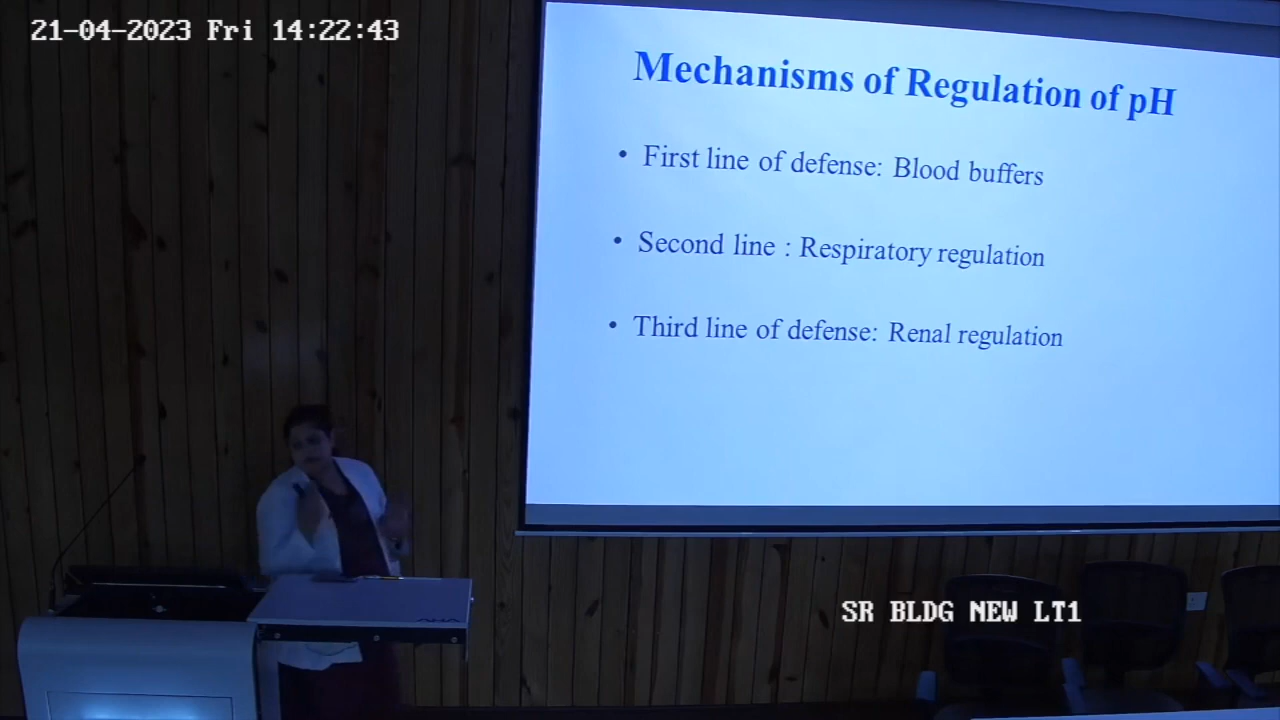 21-04-2023 Fri 14:22:43
Mechanisms of Regulation of pH
• First line of defense: Blood buffers
• Second line : Respiratory regulation
• Third line of defense: Renal regulation
SR BLDG NEW LT1